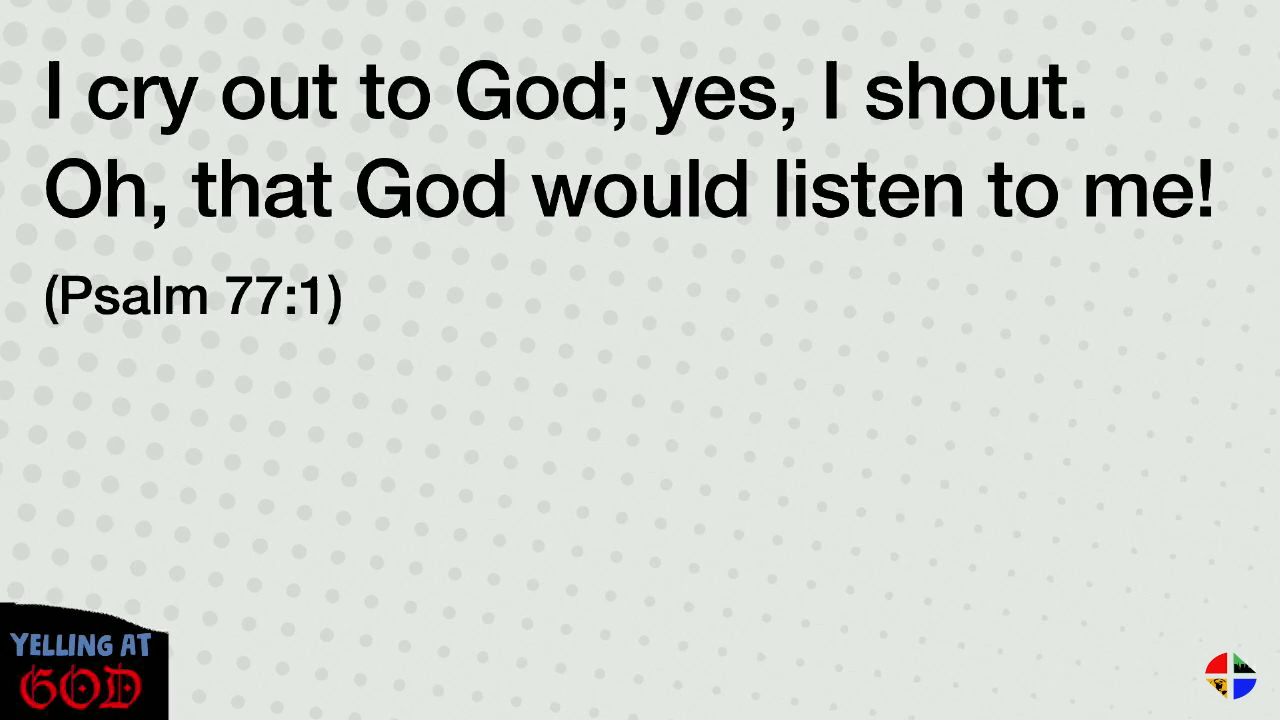 I cry out to God; yes, I shout.
Oh, that God would listen to me!
(Psalm 77:1)
YELLING AT
GOD